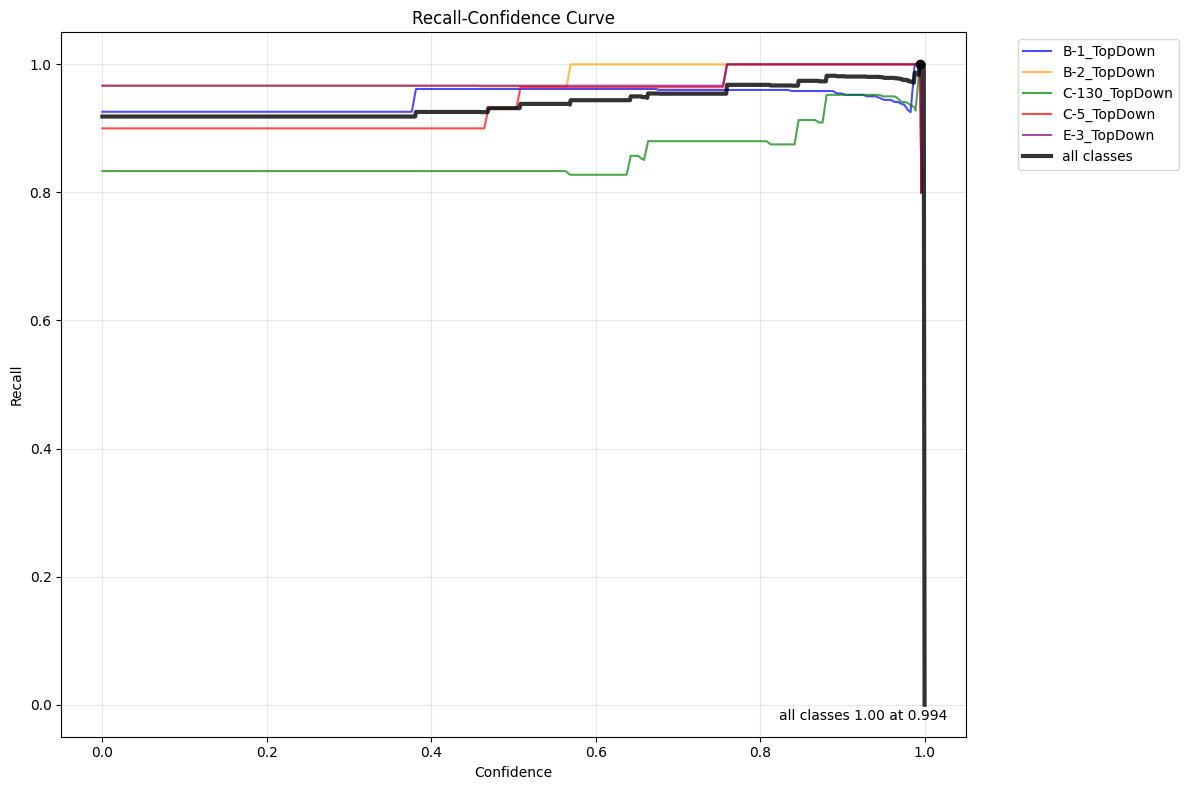 Recall-Confidence Curve
B-1_TopDown
B-2_TopDown
C-130_TopDown
C-5_TopDown
E-3_TopDown
all classes
1.0
0.8
0.6
0.4
0.2
0.0
Recall
all classes 1.00 at 0.994
0.0 0.2 0.4 0.6 0.8 1.0
Confidence